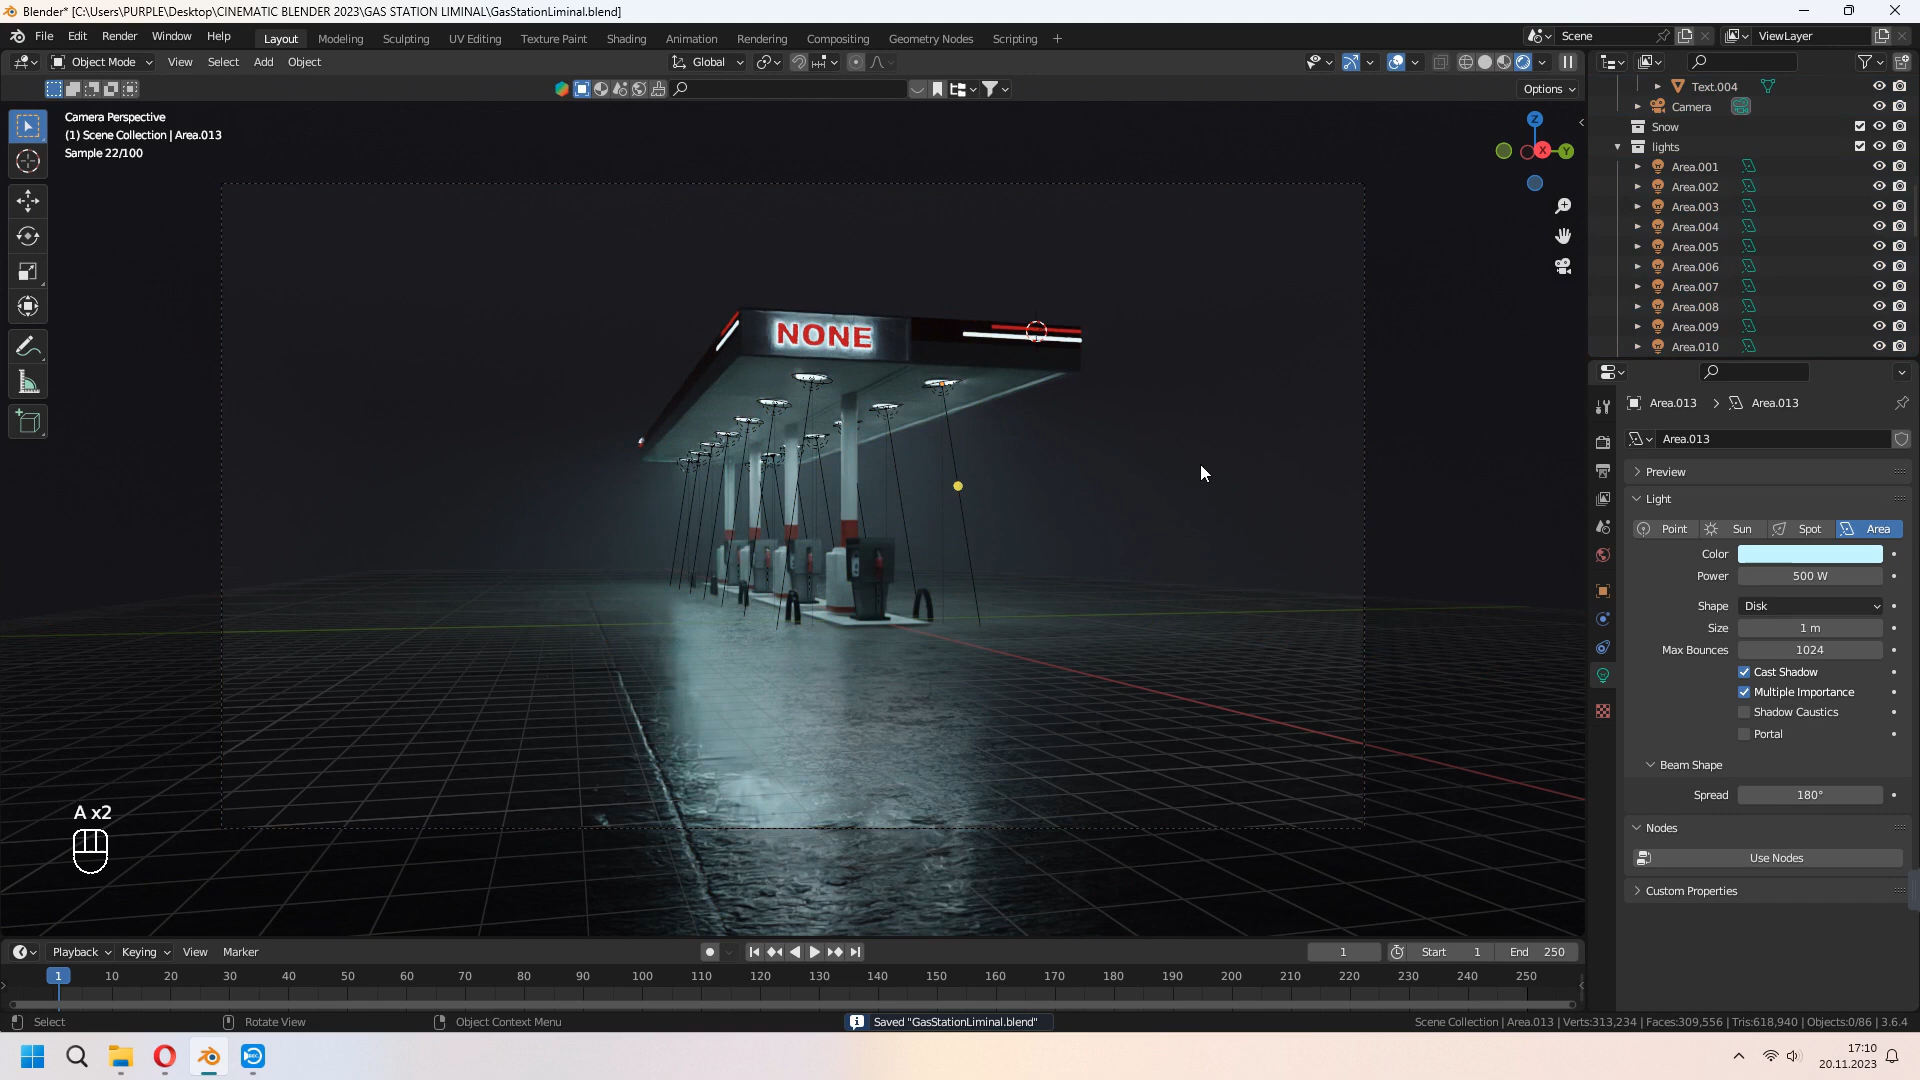 Blender* [C:\Users\PURPLE\Desktop\CINEMATIC BLENDER 2023\GAS STATION LIMINAL\GasStationLiminal.blend]
File Edit Render Window Help Layout Modeling Sculpting UV Editing Texture Paint Shading Animation Rendering Compositing Geometry Nodes Scripting + Scene ViewLayer
Object Mode View Select Add Object Global
Options
Camera Perspective
(1) Scene Collection | Area.013
Sample 22/100
Z
X
Y
NONE
A x2
Text.004
Camera
Snow
lights
Area.001
Area.002
Area.003
Area.004
Area.005
Area.006
Area.007
Area.008
Area.009
Area.010
Area.013 > Area.013
Area.013
Preview
Light
Point Sun Spot Area
Color
Power 500 W
Shape Disk
Size 1 m
Max Bounces 1024
Cast Shadow
Multiple Importance
Shadow Caustics
Portal
Beam Shape
Spread 180°
Nodes
Use Nodes
Custom Properties
Playback Keying View Marker 1 Start 1 End 250
1 10 20 30 40 50 60 70 80 90 100 110 120 130 140 150 160 170 180 190 200 210 220 230 240 250
Select Rotate View Object Context Menu Saved "GasStationLiminal.blend" Scene Collection | Area.013 | Verts:313,234 | Faces:309,556 | Tris:618,940 | Objects:0/86 | 3.6.4
17:10
20.11.2023